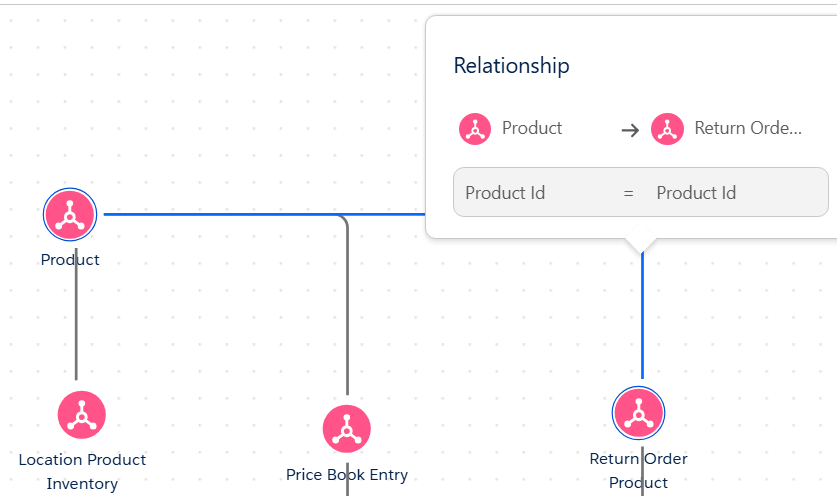 Relationship
Product
Return Orde...
Product Id = Product Id
Product
Location Product
Inventory
Price Book Entry
Return Order
Product